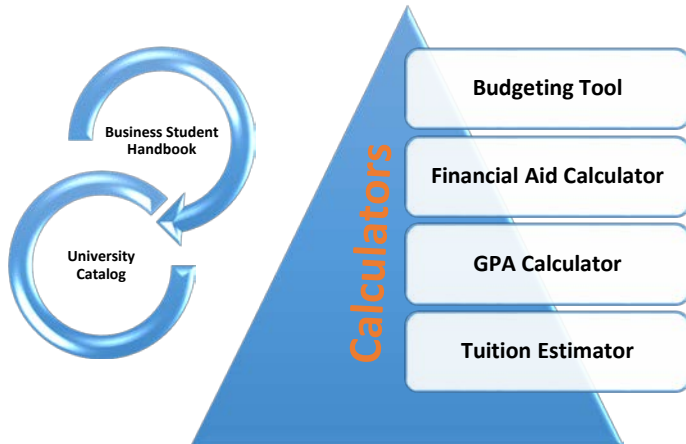 Business Student
Handbook
University
Catalog
Calculators
Budgeting Tool
Financial Aid Calculator
GPA Calculator
Tuition Estimator